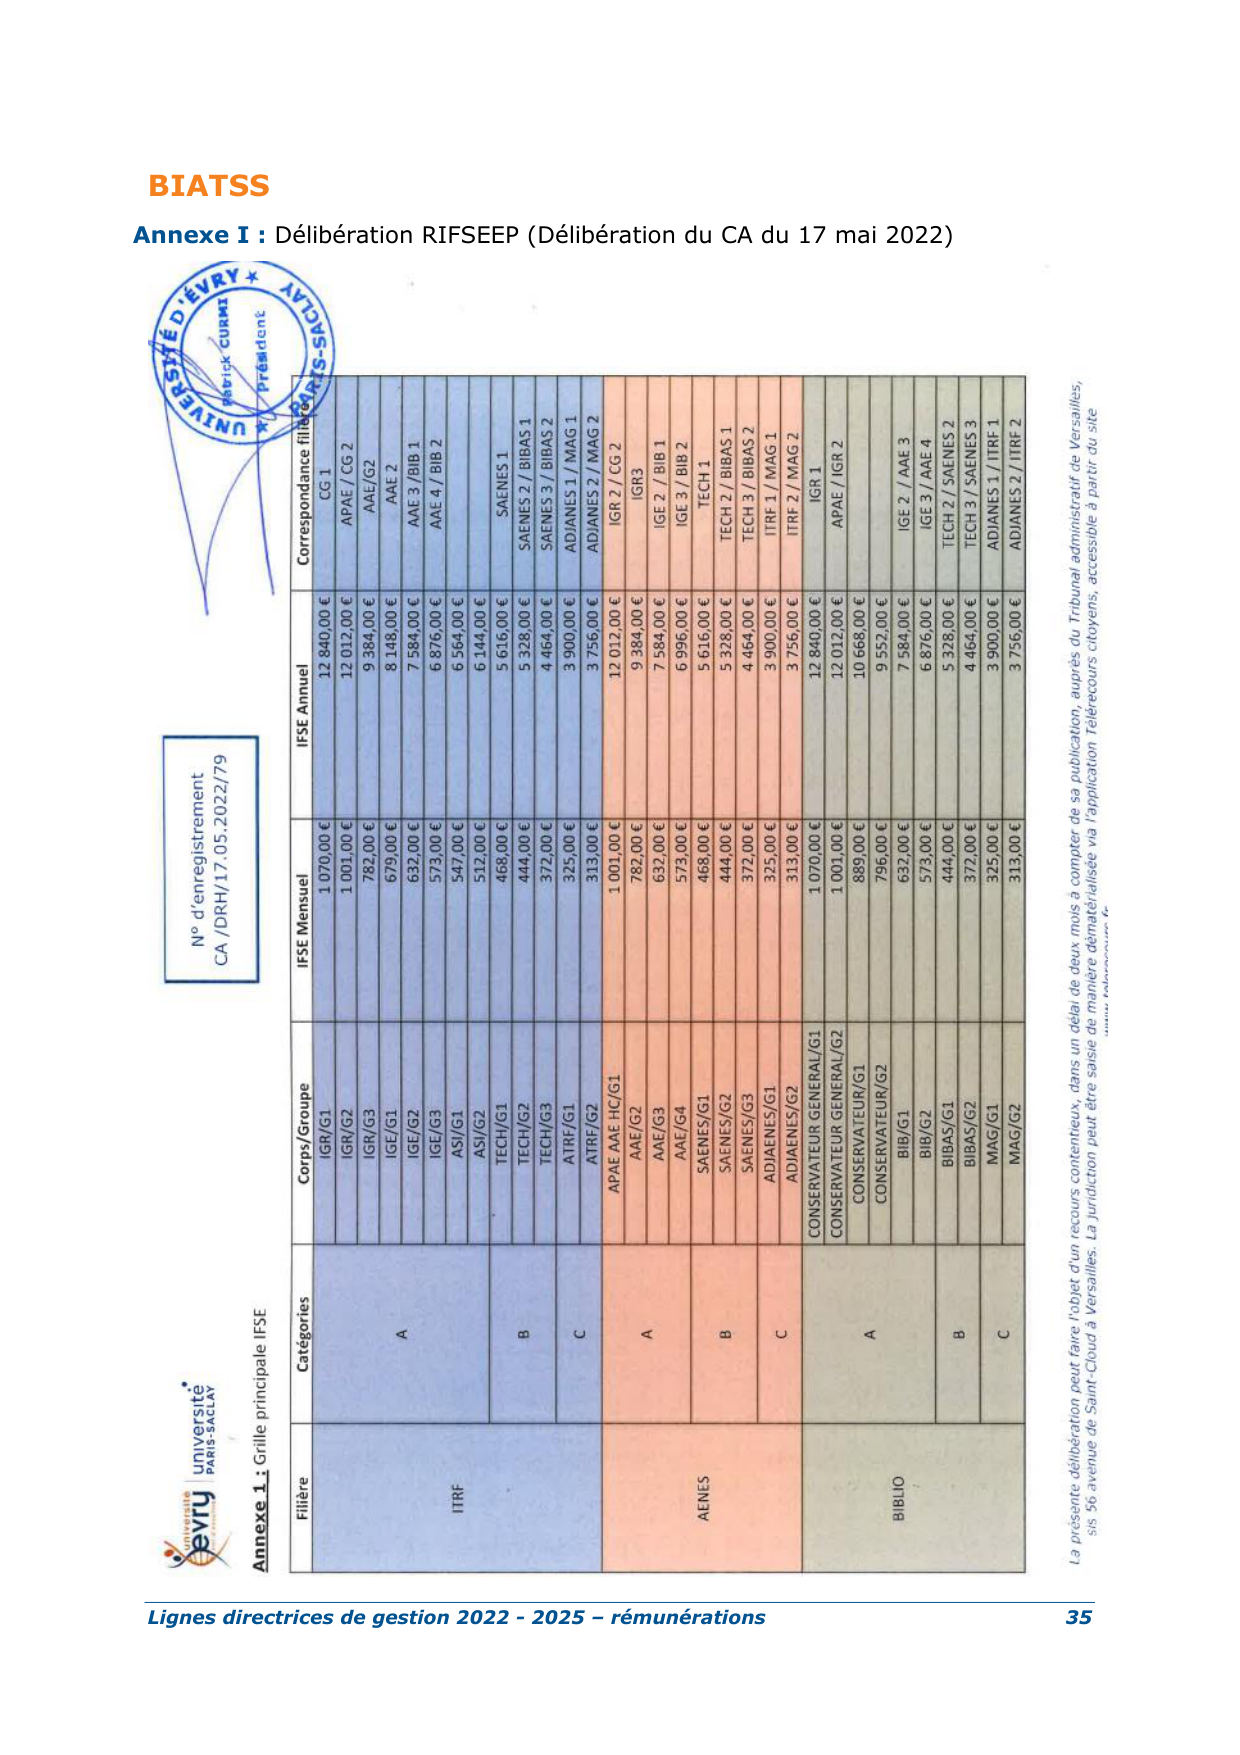 BIATSS
Annexe I : Délibération RIFSEEP (Délibération du CA du 17 mai 2022)
UNIVERSITÉ D'ÉVRY ★ PARIS-SACLAY ★
Patrick CURMI
Président
N° d'enregistrement
CA /DRH/17.05.2022/79
université evry
université
PARIS-SACLAY
Annexe 1 : Grille principale IFSE
Filière Catégories Corps/Groupe IFSE Mensuel IFSE Annuel Correspondance filière
ITRF A IGR/G1 1 070,00 € 12 840,00 € CG 1
IGR/G2 1 001,00 € 12 012,00 € APAE / CG 2
IGR/G3 782,00 € 9 384,00 € AAE/G2
IGE/G1 679,00 € 8 148,00 € AAE 2
IGE/G2 632,00 € 7 584,00 € AAE 3 /BIB 1
IGE/G3 573,00 € 6 876,00 € AAE 4 / BIB 2
ASI/G1 547,00 € 6 564,00 €
ASI/G2 512,00 € 6 144,00 €
B TECH/G1 468,00 € 5 616,00 € SAENES 1
TECH/G2 444,00 € 5 328,00 € SAENES 2 / BIBAS 1
TECH/G3 372,00 € 4 464,00 € SAENES 3 / BIBAS 2
C ATRF/G1 325,00 € 3 900,00 € ADJANES 1 / MAG 1
ATRF/G2 313,00 € 3 756,00 € ADJANES 2 / MAG 2
AENES A APAE AAE HC/G1 1 001,00 € 12 012,00 € IGR 2 / CG 2
AAE/G2 782,00 € 9 384,00 € IGR3
AAE/G3 632,00 € 7 584,00 € IGE 2 / BIB 1
AAE/G4 573,00 € 6 996,00 € IGE 3 / BIB 2
B SAENES/G1 468,00 € 5 616,00 € TECH 1
SAENES/G2 444,00 € 5 328,00 € TECH 2 / BIBAS 1
SAENES/G3 372,00 € 4 464,00 € TECH 3 / BIBAS 2
C ADJAENES/G1 325,00 € 3 900,00 € ITRF 1 / MAG 1
ADJAENES/G2 313,00 € 3 756,00 € ITRF 2 / MAG 2
BIBLIO A CONSERVATEUR GENERAL/G1 1 070,00 € 12 840,00 € IGR 1
CONSERVATEUR GENERAL/G2 1 001,00 € 12 012,00 € APAE / IGR 2
CONSERVATEUR/G1 889,00 € 10 668,00 €
CONSERVATEUR/G2 796,00 € 9 552,00 €
BIB/G1 632,00 € 7 584,00 € IGE 2 / AAE 3
BIB/G2 573,00 € 6 876,00 € IGE 3 / AAE 4
B BIBAS/G1 444,00 € 5 328,00 € TECH 2 / SAENES 2
BIBAS/G2 372,00 € 4 464,00 € TECH 3 / SAENES 3
C MAG/G1 325,00 € 3 900,00 € ADJANES 1 / ITRF 1
MAG/G2 313,00 € 3 756,00 € ADJANES 2 / ITRF 2
La présente délibération peut faire l'objet d'un recours contentieux, dans un délai de deux mois à compter de sa publication, auprès du Tribunal administratif de Versailles,
sis 56 avenue de Saint-Cloud à Versailles. La juridiction peut être saisie de manière dématérialisée via l'application Télérecours citoyens, accessible à partir du site
Lignes directrices de gestion 2022 - 2025 – rémunérations 35